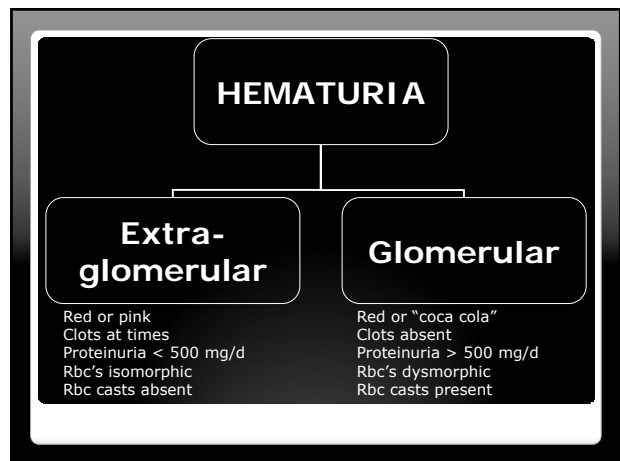 HEMATURIA
Extra-
glomerular
Glomerular
Red or pink
Clots at times
Proteinuria < 500 mg/d
Rbc's isomorphic
Rbc casts absent
Red or “coca cola”
Clots absent
Proteinuria > 500 mg/d
Rbc's dysmorphic
Rbc casts present